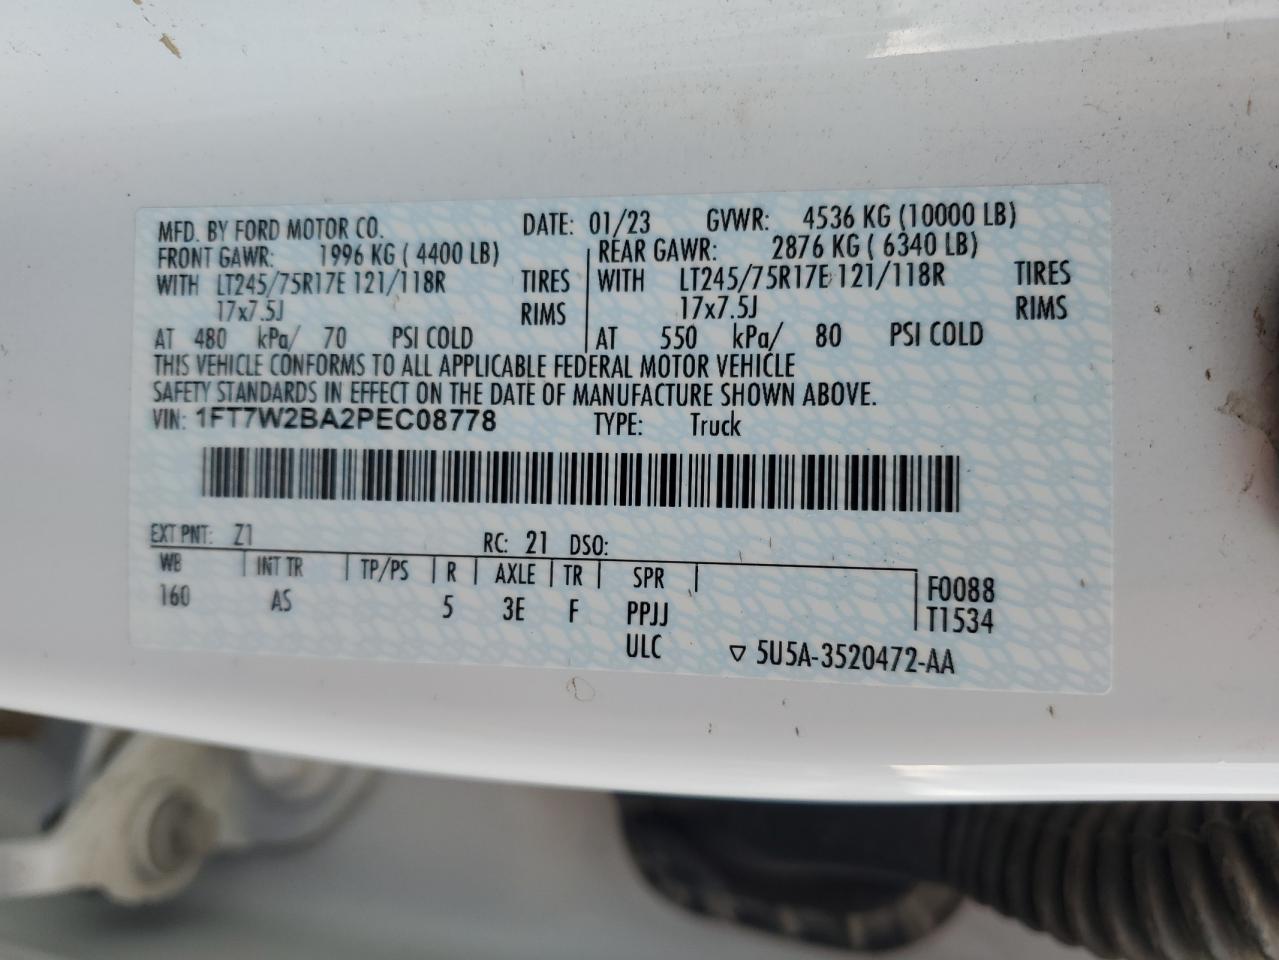 MFD. BY FORD MOTOR CO. DATE: 01/23 GVWR: 4536 KG (10000 LB)
FRONT GAWR: 1996 KG ( 4400 LB) REAR GAWR: 2876 KG ( 6340 LB)
WITH LT245/75R17E 121/118R TIRES WITH LT245/75R17E 121/118R TIRES
17x7.5J RIMS 17x7.5J RIMS
AT 480 kPa/ 70 PSI COLD AT 550 kPa/ 80 PSI COLD
THIS VEHICLE CONFORMS TO ALL APPLICABLE FEDERAL MOTOR VEHICLE
SAFETY STANDARDS IN EFFECT ON THE DATE OF MANUFACTURE SHOWN ABOVE.
VIN: 1FT7W2BA2PEC08778 TYPE: Truck
EXT PNT: Z1 RC: 21 DSO:
WB INT TR TP/PS R AXLE TR SPR F0088
160 AS 5 3E F PPJJ T1534
ULC ▽ 5U5A-3520472-AA